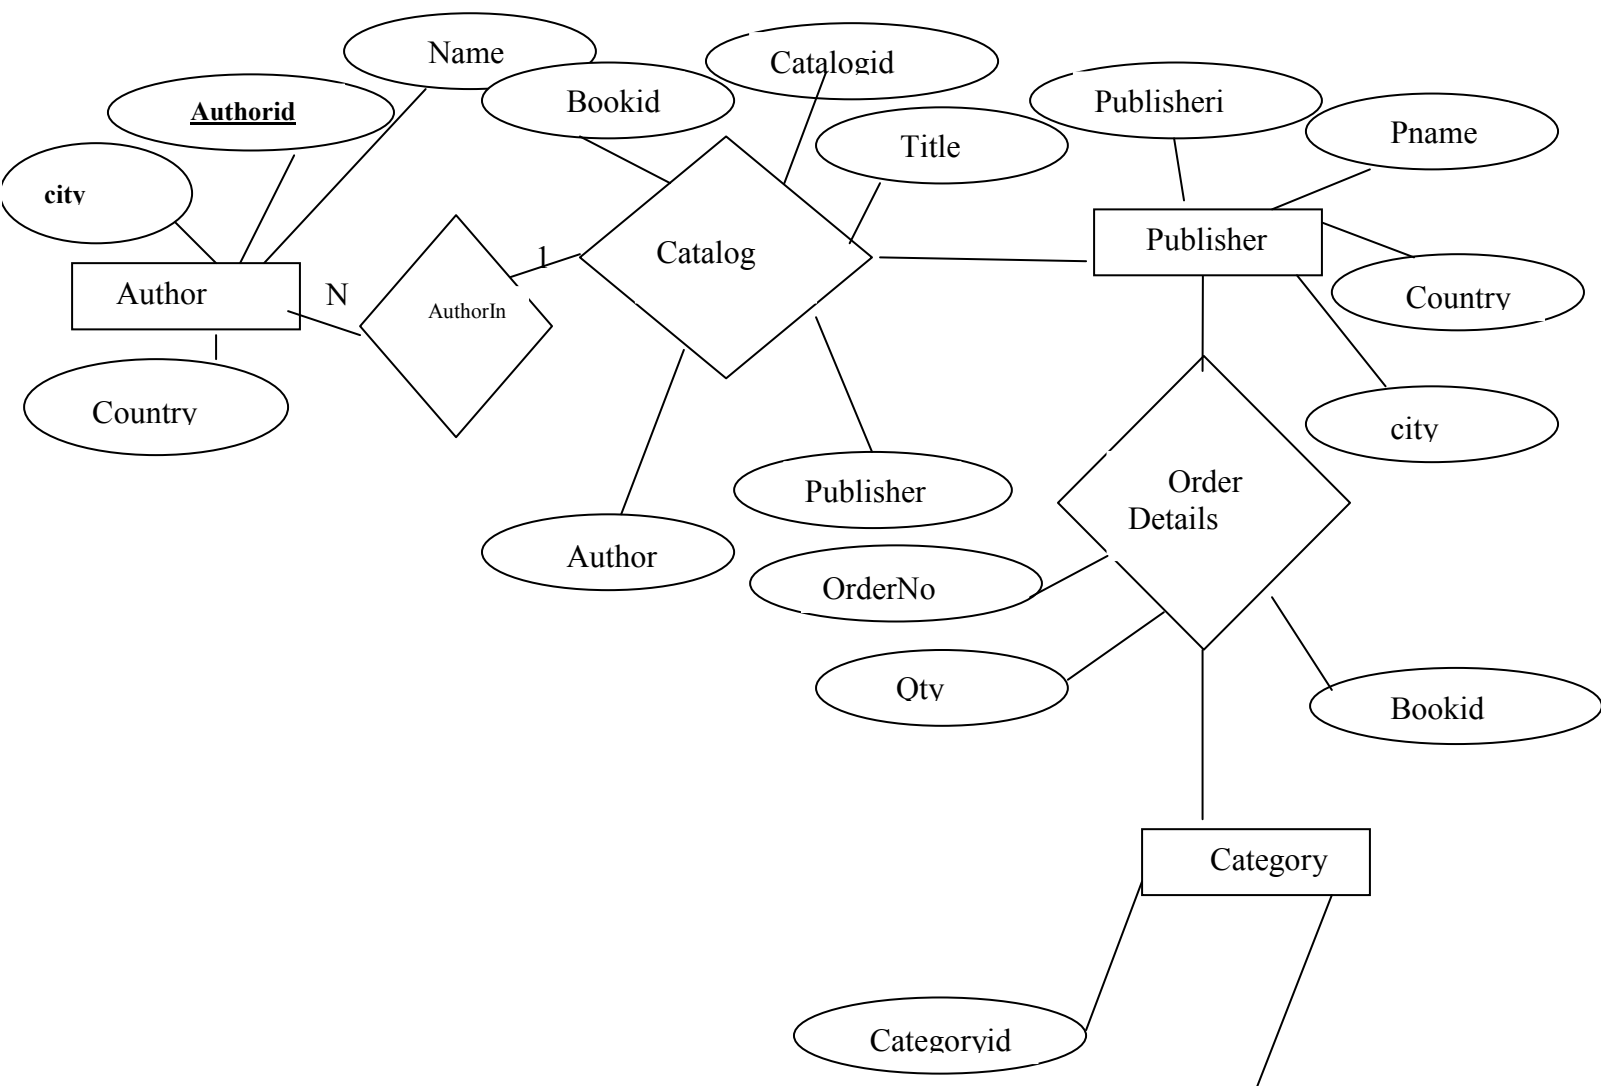 Name
Catalogid
Authorid
Bookid
Publisheri
Pname
Title
city
Publisher
Catalog
1
Author
N
AuthorIn
Country
Country
city
Order
Details
Publisher
Author
OrderNo
Qty
Bookid
Category
Categoryid